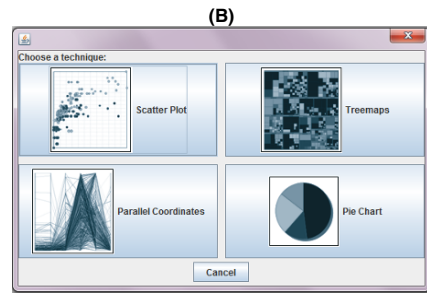 (B)
Choose a technique:
Scatter Plot
Treemaps
Parallel Coordinates
Pie Chart
Cancel